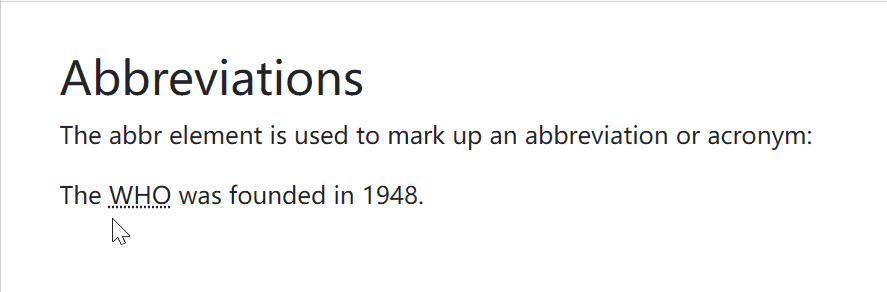 Abbreviations
The abbr element is used to mark up an abbreviation or acronym:
The WHO was founded in 1948.